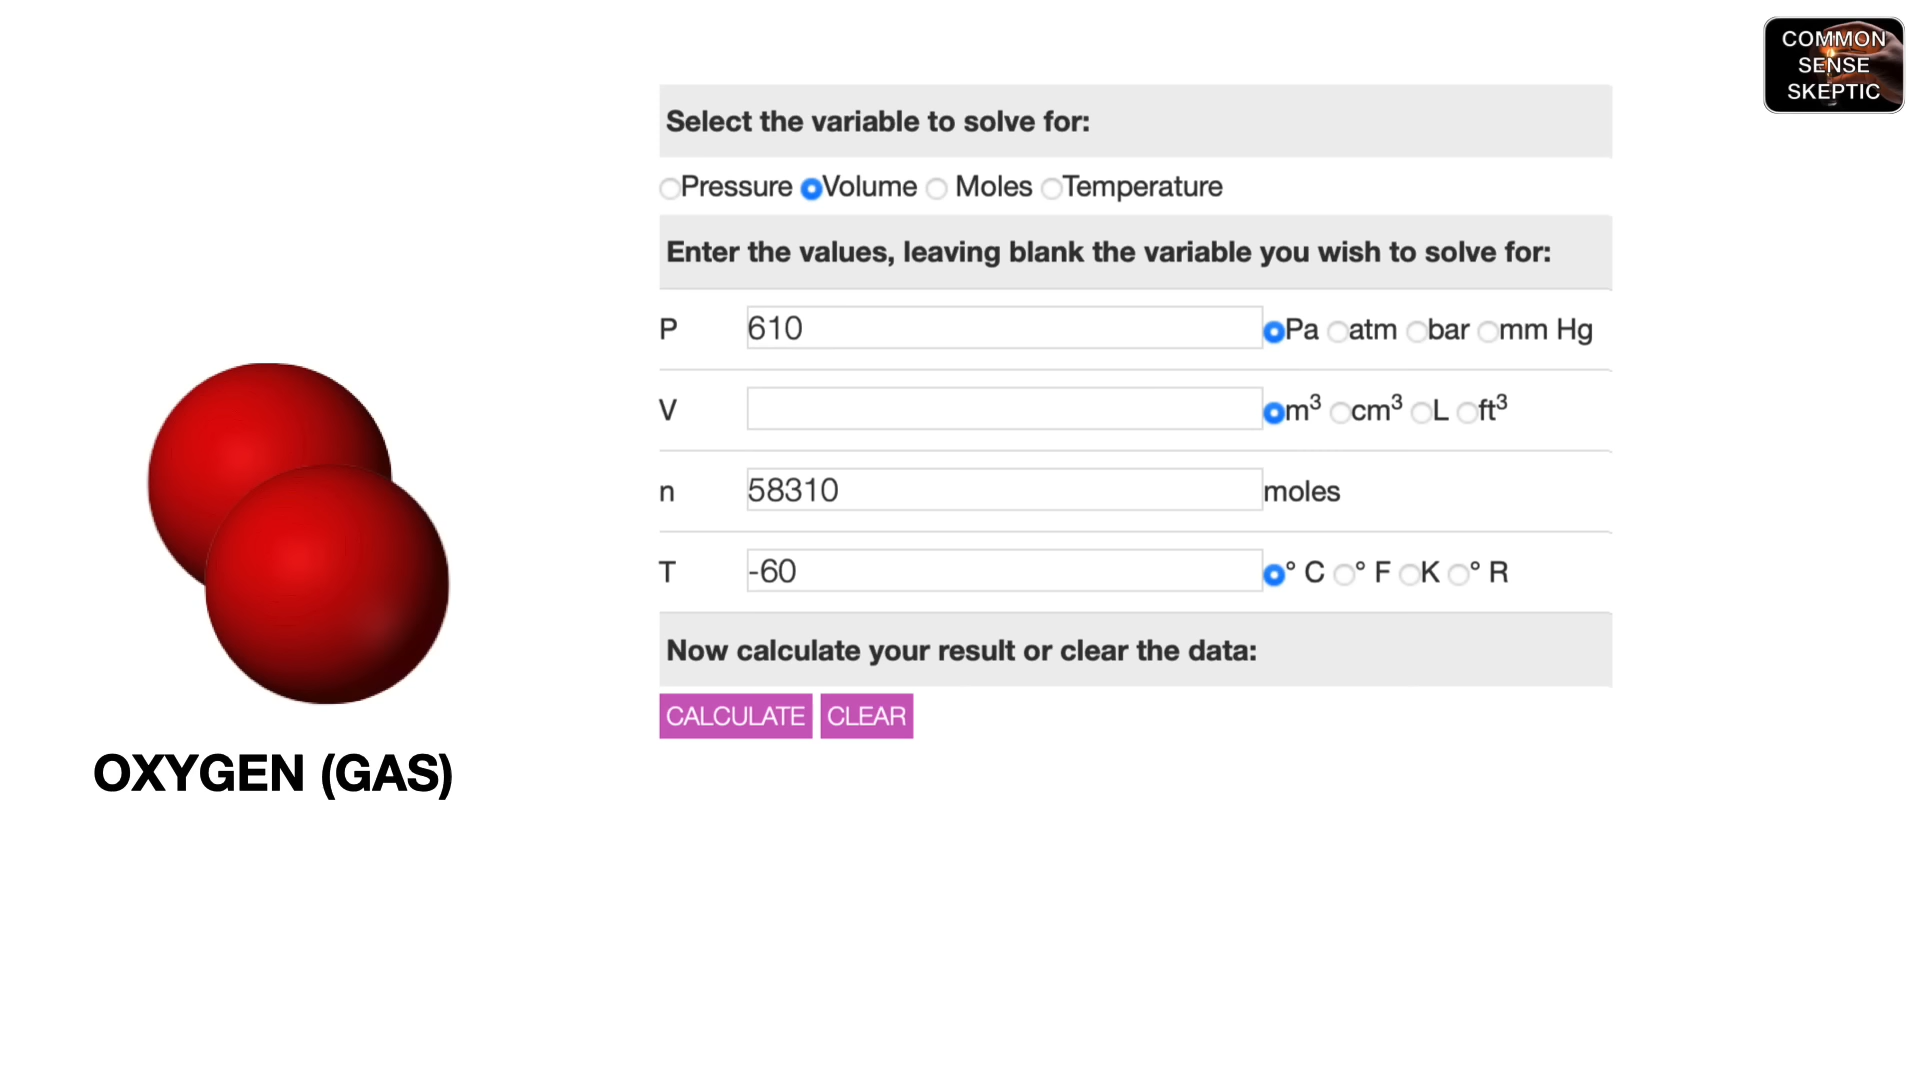 COMMON
SENSE
SKEPTIC
Select the variable to solve for:
Pressure Volume Moles Temperature
Enter the values, leaving blank the variable you wish to solve for:
P 610 Pa atm bar mm Hg
V m³ cm³ L ft³
n 58310 moles
T -60 ° C ° F K ° R
Now calculate your result or clear the data:
CALCULATE CLEAR
OXYGEN (GAS)